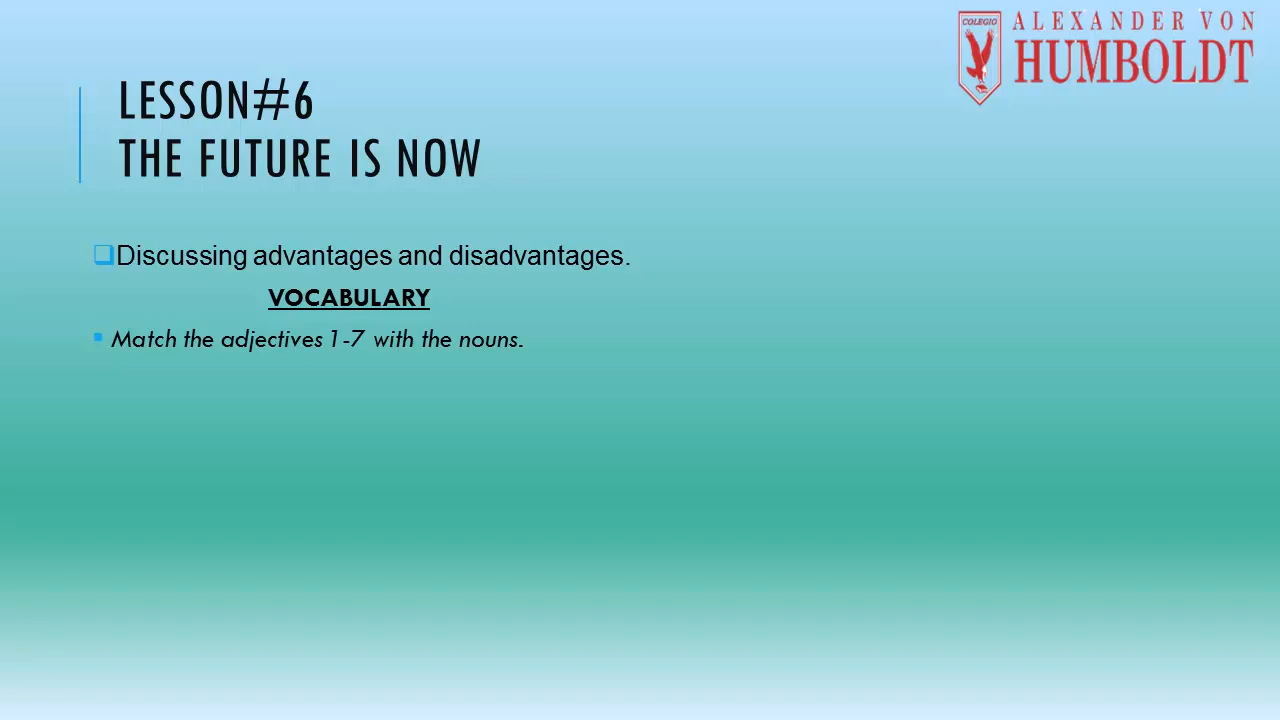 COLEGIO
ALEXANDER VON
HUMBOLDT
LESSON#6
THE FUTURE IS NOW
Discussing advantages and disadvantages.
VOCABULARY
Match the adjectives 1-7 with the nouns.